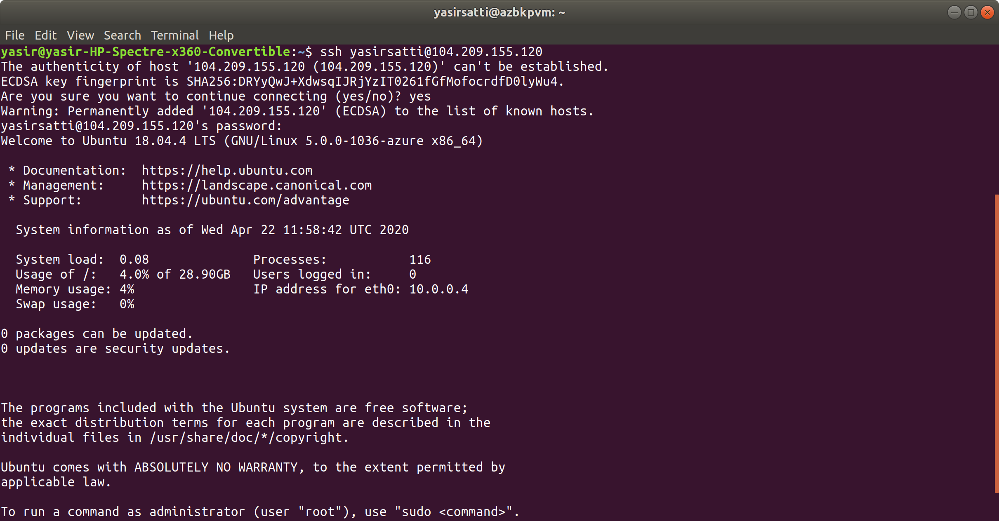 yasirsatti@azbkpvm: ~
File Edit View Search Terminal Help
yasir@yasir-HP-Spectre-x360-Convertible:~$ ssh yasirsatti@104.209.155.120
The authenticity of host '104.209.155.120 (104.209.155.120)' can't be established.
ECDSA key fingerprint is SHA256:DRYyQwJ+XdwsqIJRjYzIT0261fGfMofocrdfD0lyWu4.
Are you sure you want to continue connecting (yes/no)? yes
Warning: Permanently added '104.209.155.120' (ECDSA) to the list of known hosts.
yasirsatti@104.209.155.120's password:
Welcome to Ubuntu 18.04.4 LTS (GNU/Linux 5.0.0-1036-azure x86_64)
* Documentation:  https://help.ubuntu.com
* Management:     https://landscape.canonical.com
* Support:        https://ubuntu.com/advantage
System information as of Wed Apr 22 11:58:42 UTC 2020
System load:  0.08              Processes:           116
Usage of /:   4.0% of 28.90GB   Users logged in:     0
Memory usage: 4%                IP address for eth0: 10.0.0.4
Swap usage:   0%
0 packages can be updated.
0 updates are security updates.
The programs included with the Ubuntu system are free software;
the exact distribution terms for each program are described in the
individual files in /usr/share/doc/*/copyright.
Ubuntu comes with ABSOLUTELY NO WARRANTY, to the extent permitted by
applicable law.
To run a command as administrator (user "root"), use "sudo <command>".